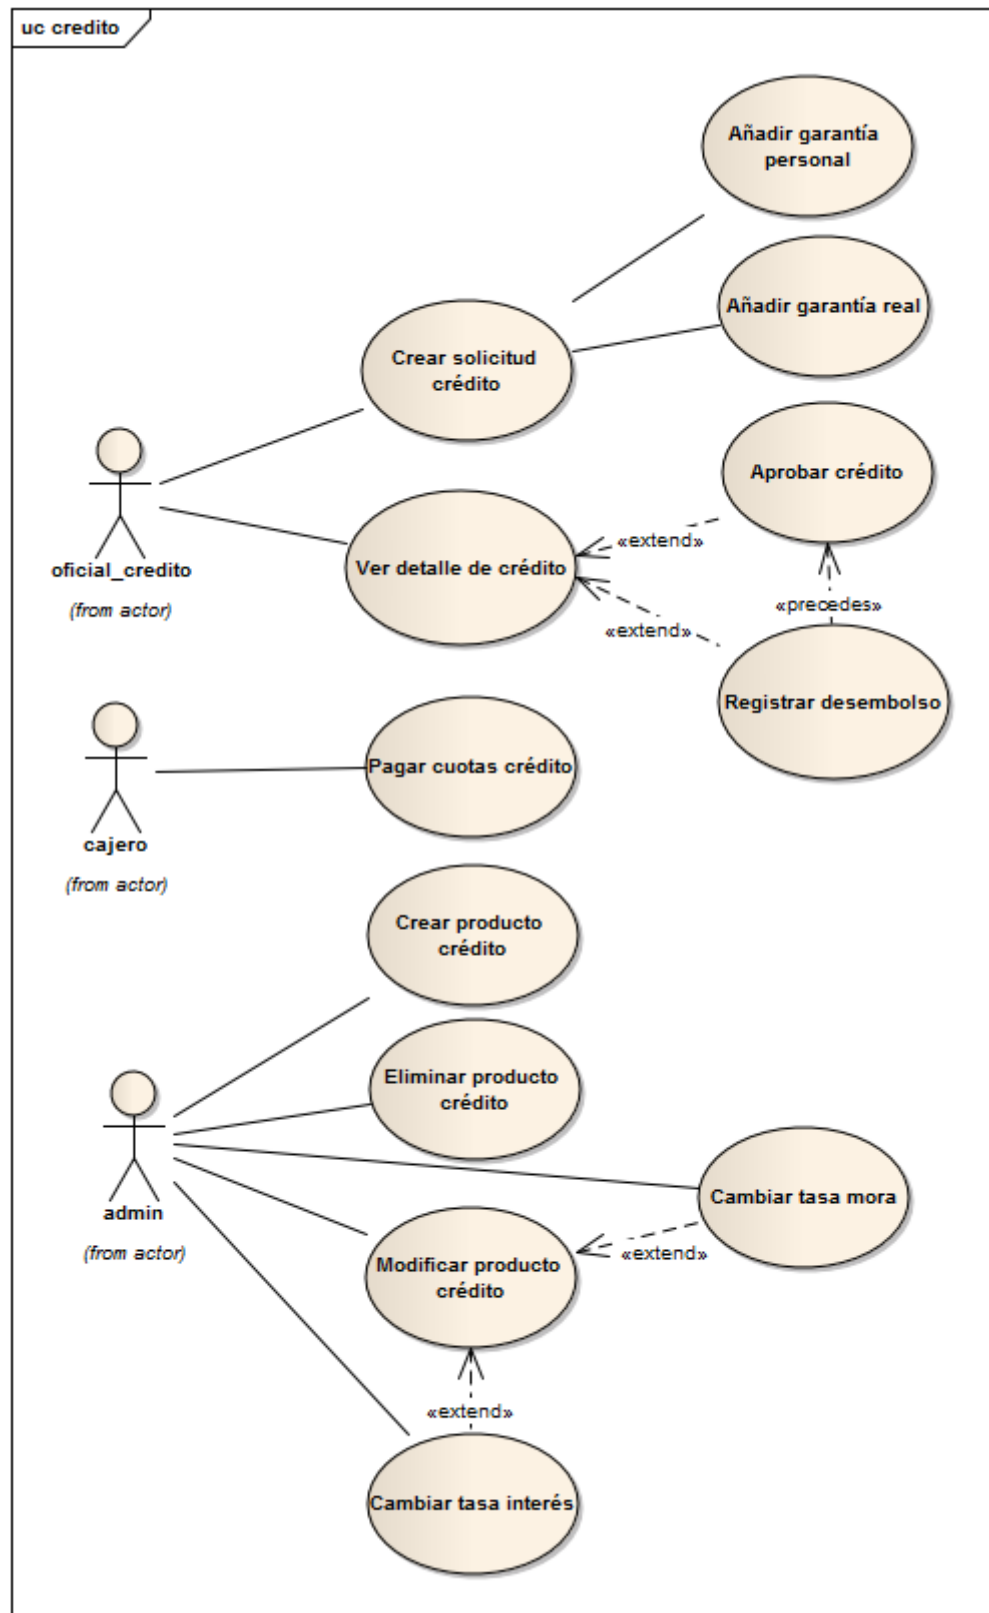 uc credito
Añadir garantía
personal
Añadir garantía real
Crear solicitud
crédito
Aprobar crédito
oficial_credito
(from actor)
Ver detalle de crédito
«extend»
«extend»
«precedes»
Registrar desembolso
cajero
(from actor)
Pagar cuotas crédito
Crear producto
crédito
Eliminar producto
crédito
admin
(from actor)
Cambiar tasa mora
«extend»
Modificar producto
crédito
«extend»
Cambiar tasa interés